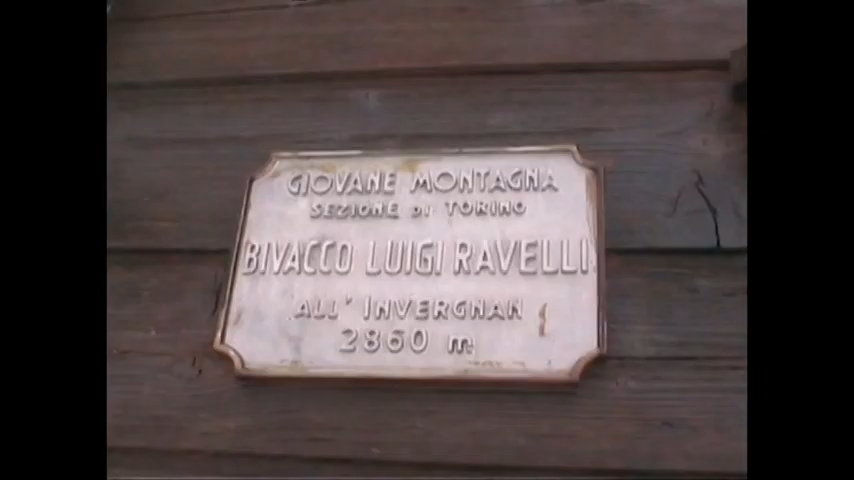 GIOVANE MONTAGNA
SEZIONE DI TORINO
BIVACCO LUIGI RAVELLI
ALL' INVERGNAN
2860 m